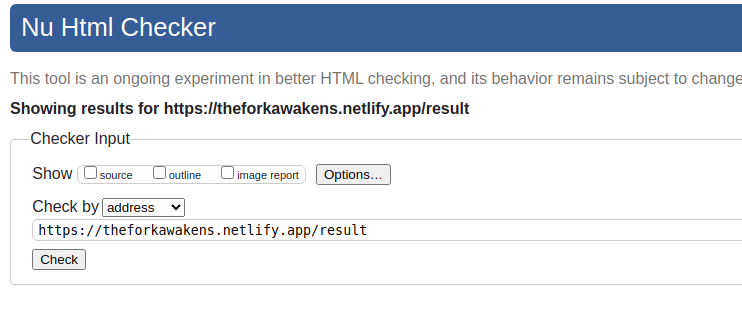 Nu Html Checker
This tool is an ongoing experiment in better HTML checking, and its behavior remains subject to change
Showing results for https://theforkawakens.netlify.app/result
Checker Input
Show source outline image report Options...
Check by address
https://theforkawakens.netlify.app/result
Check